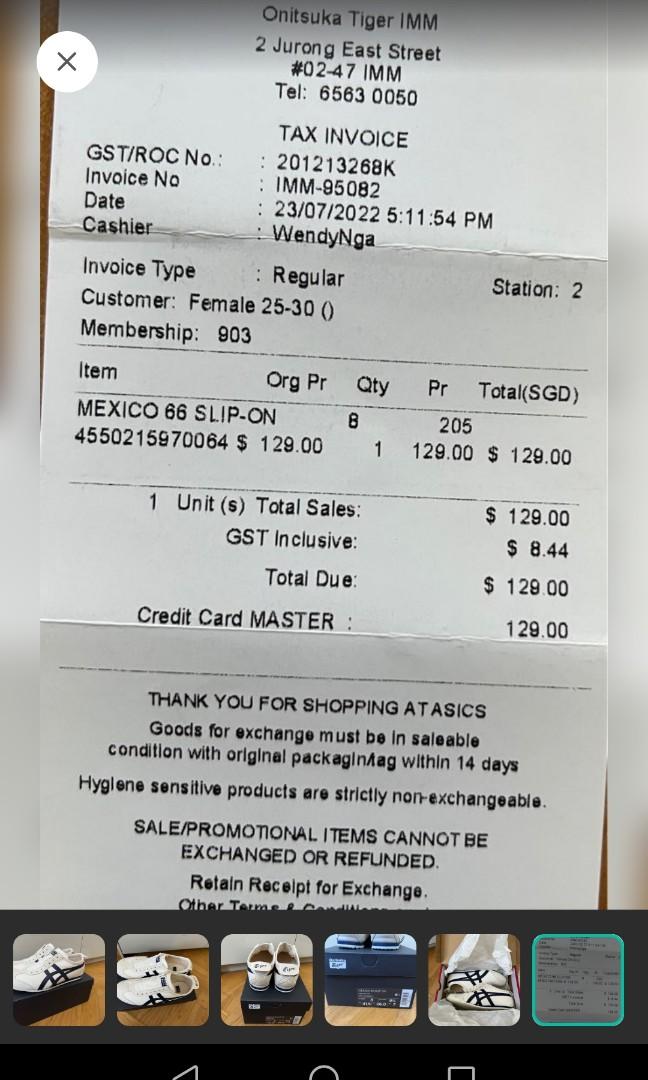 Onitsuka Tiger IMM
2 Jurong East Street
#02-47 IMM
Tel: 6563 0050
TAX INVOICE
GST/ROC No.: : 201213268K
Invoice No : IMM-95082
Date : 23/07/2022 5:11:54 PM
Cashier : WendyNga
Invoice Type : Regular Station: 2
Customer: Female 25-30 ()
Membership: 903
Item Org Pr Qty Pr Total(SGD)
MEXICO 66 SLIP-ON 8 205
4550215970064 $ 129.00 1 129.00 $ 129.00
1 Unit (s) Total Sales: $ 129.00
GST Inclusive: $ 8.44
Total Due: $ 129.00
Credit Card MASTER : 129.00
THANK YOU FOR SHOPPING AT ASICS
Goods for exchange must be in saleable
condition with original packagin/tag within 14 days
Hygiene sensitive products are strictly non-exchangeable.
SALE/PROMOTIONAL ITEMS CANNOT BE
EXCHANGED OR REFUNDED.
Retain Receipt for Exchange.
Other Terms &